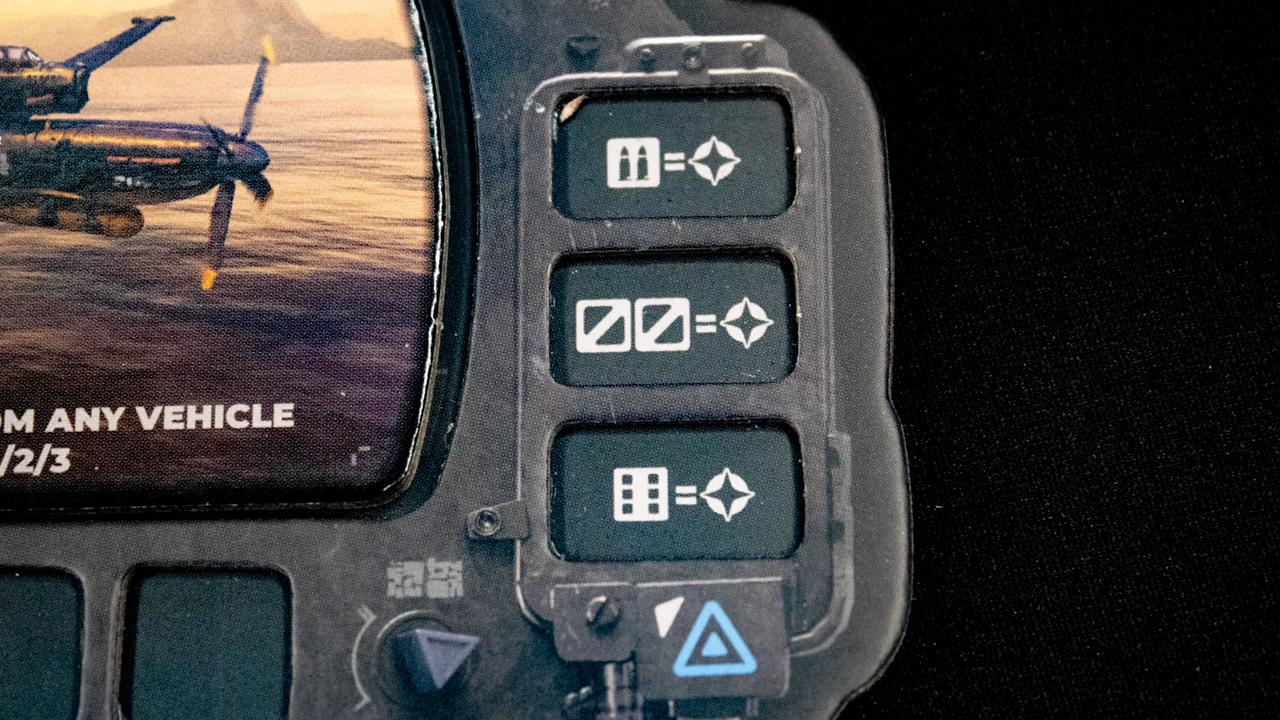 OM ANY VEHICLE
/2/3
=
=
=